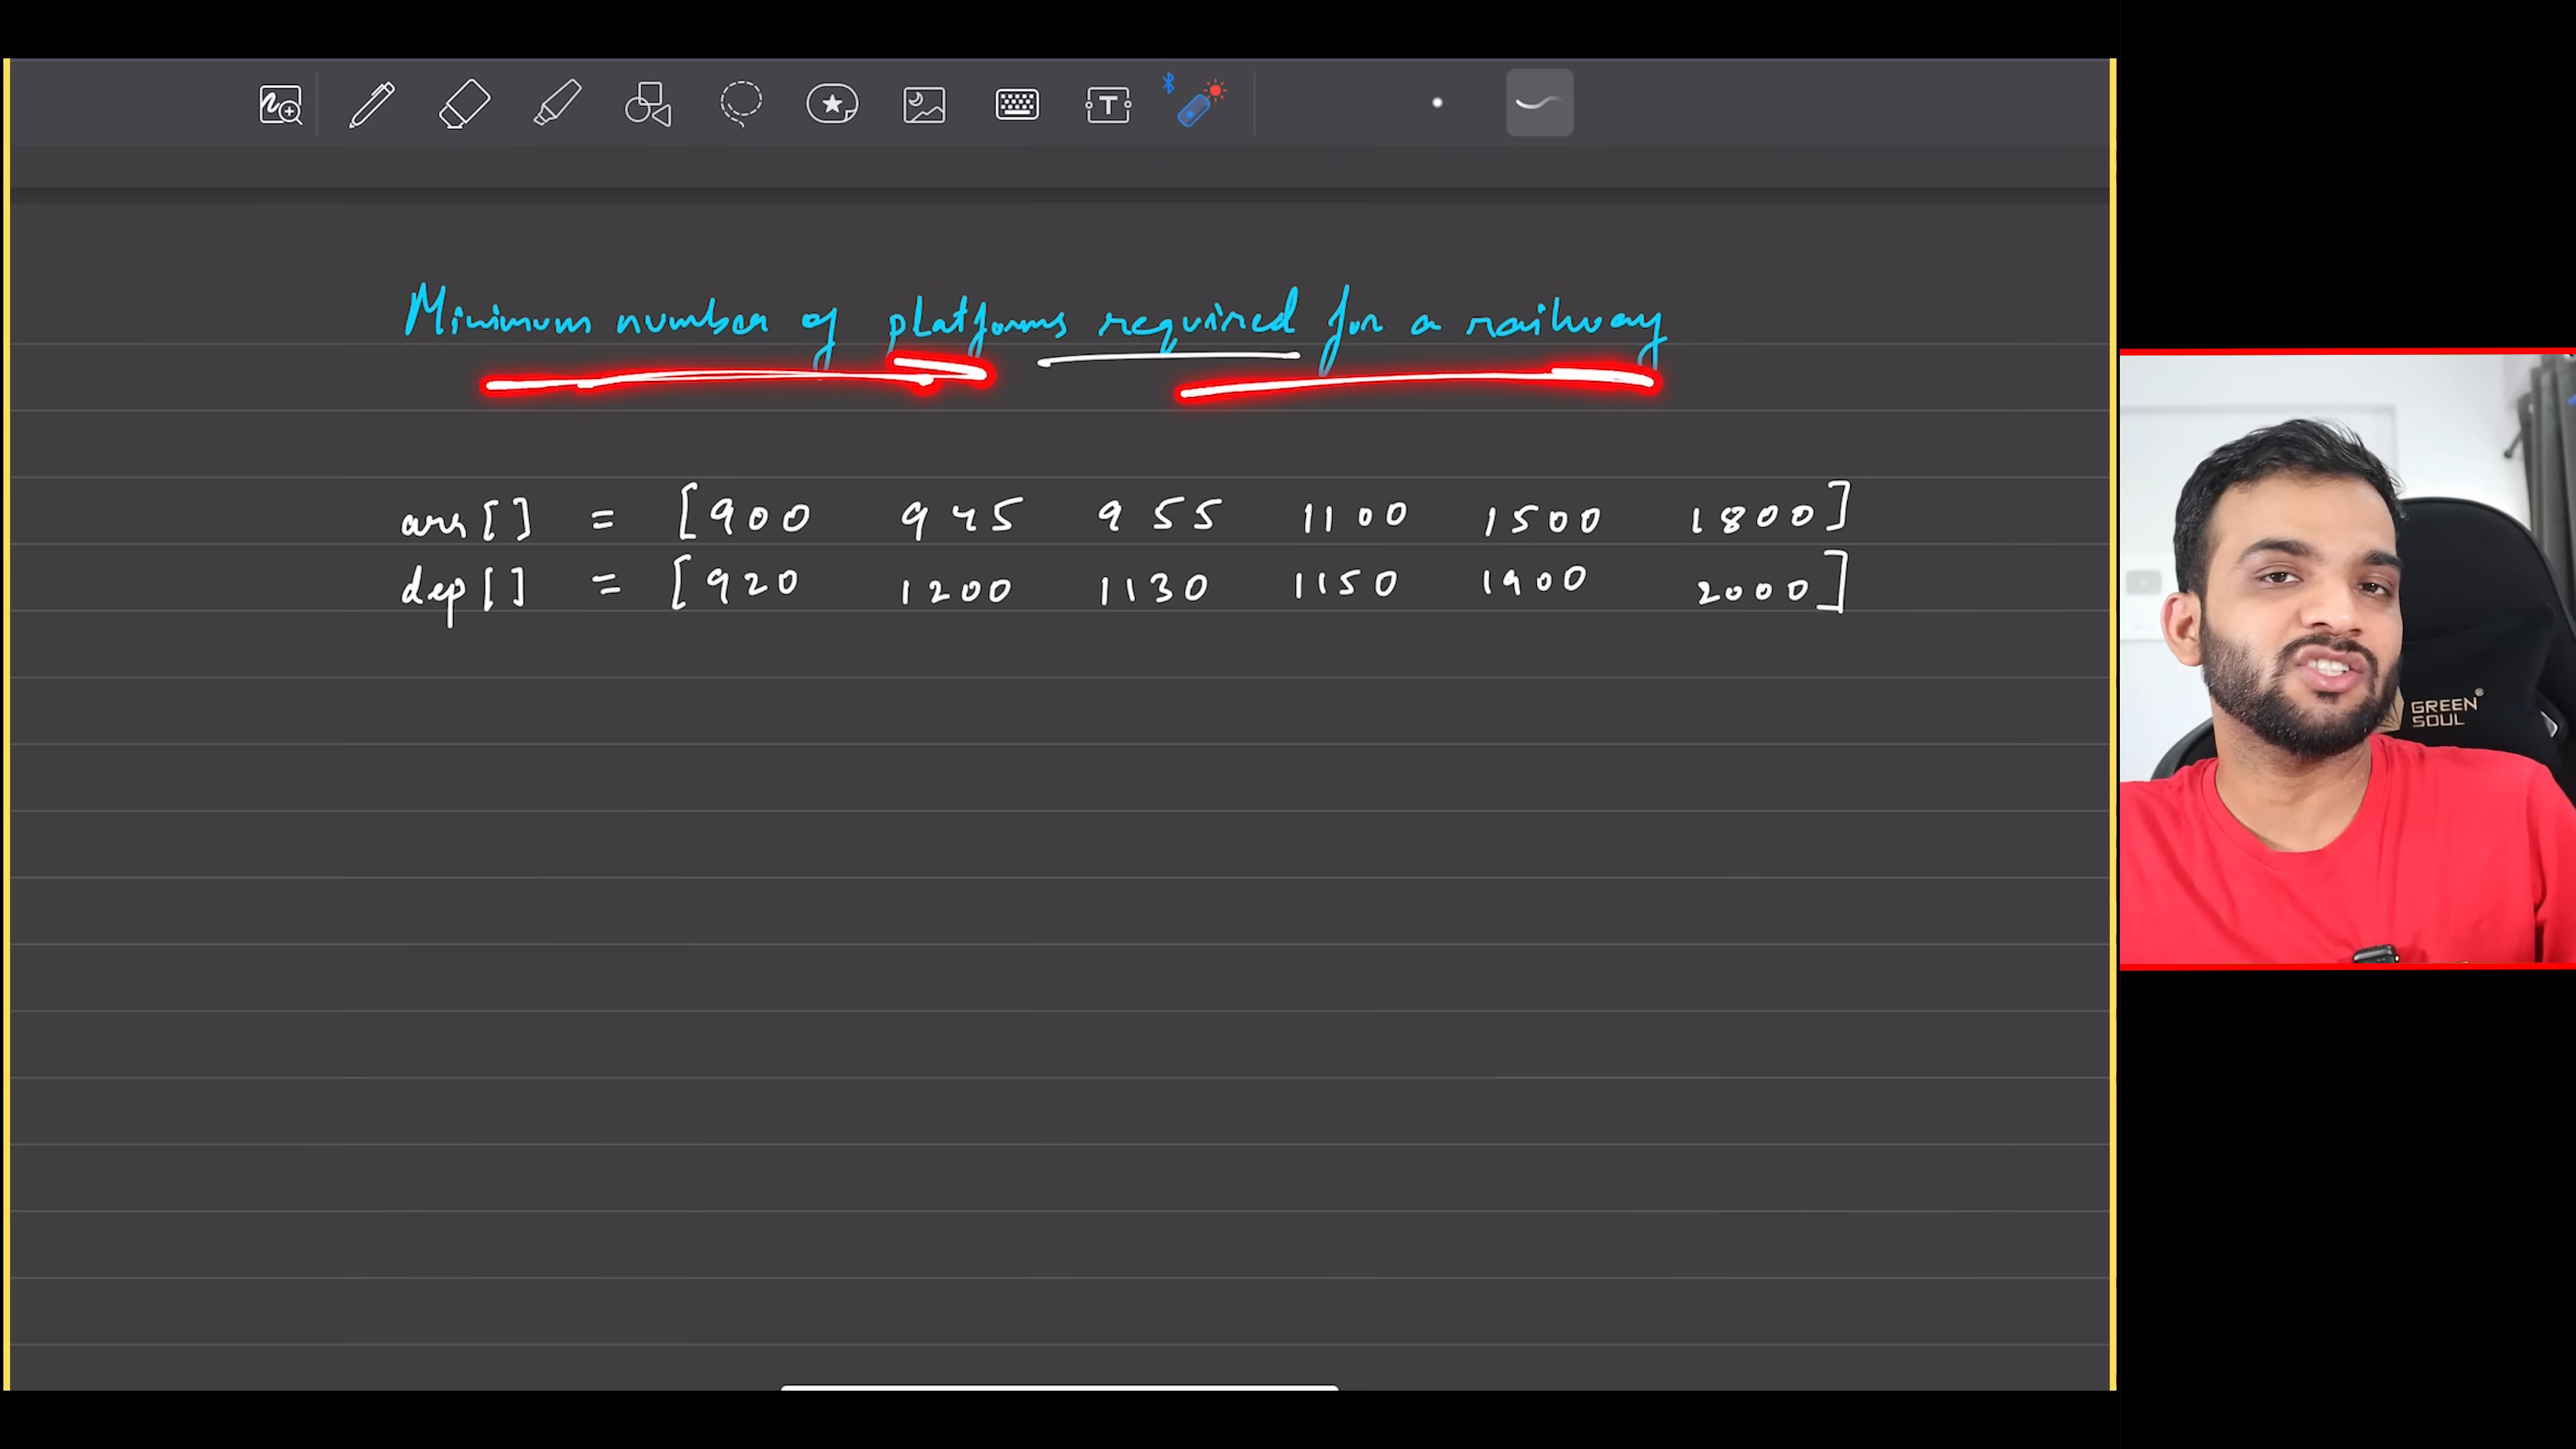 Minimum number of platforms required for a railway
arr[] = [900 945 955 1100 1500 1800]
dep[] = [920 1200 1130 1150 1900 2000]
GREEN
SOUL